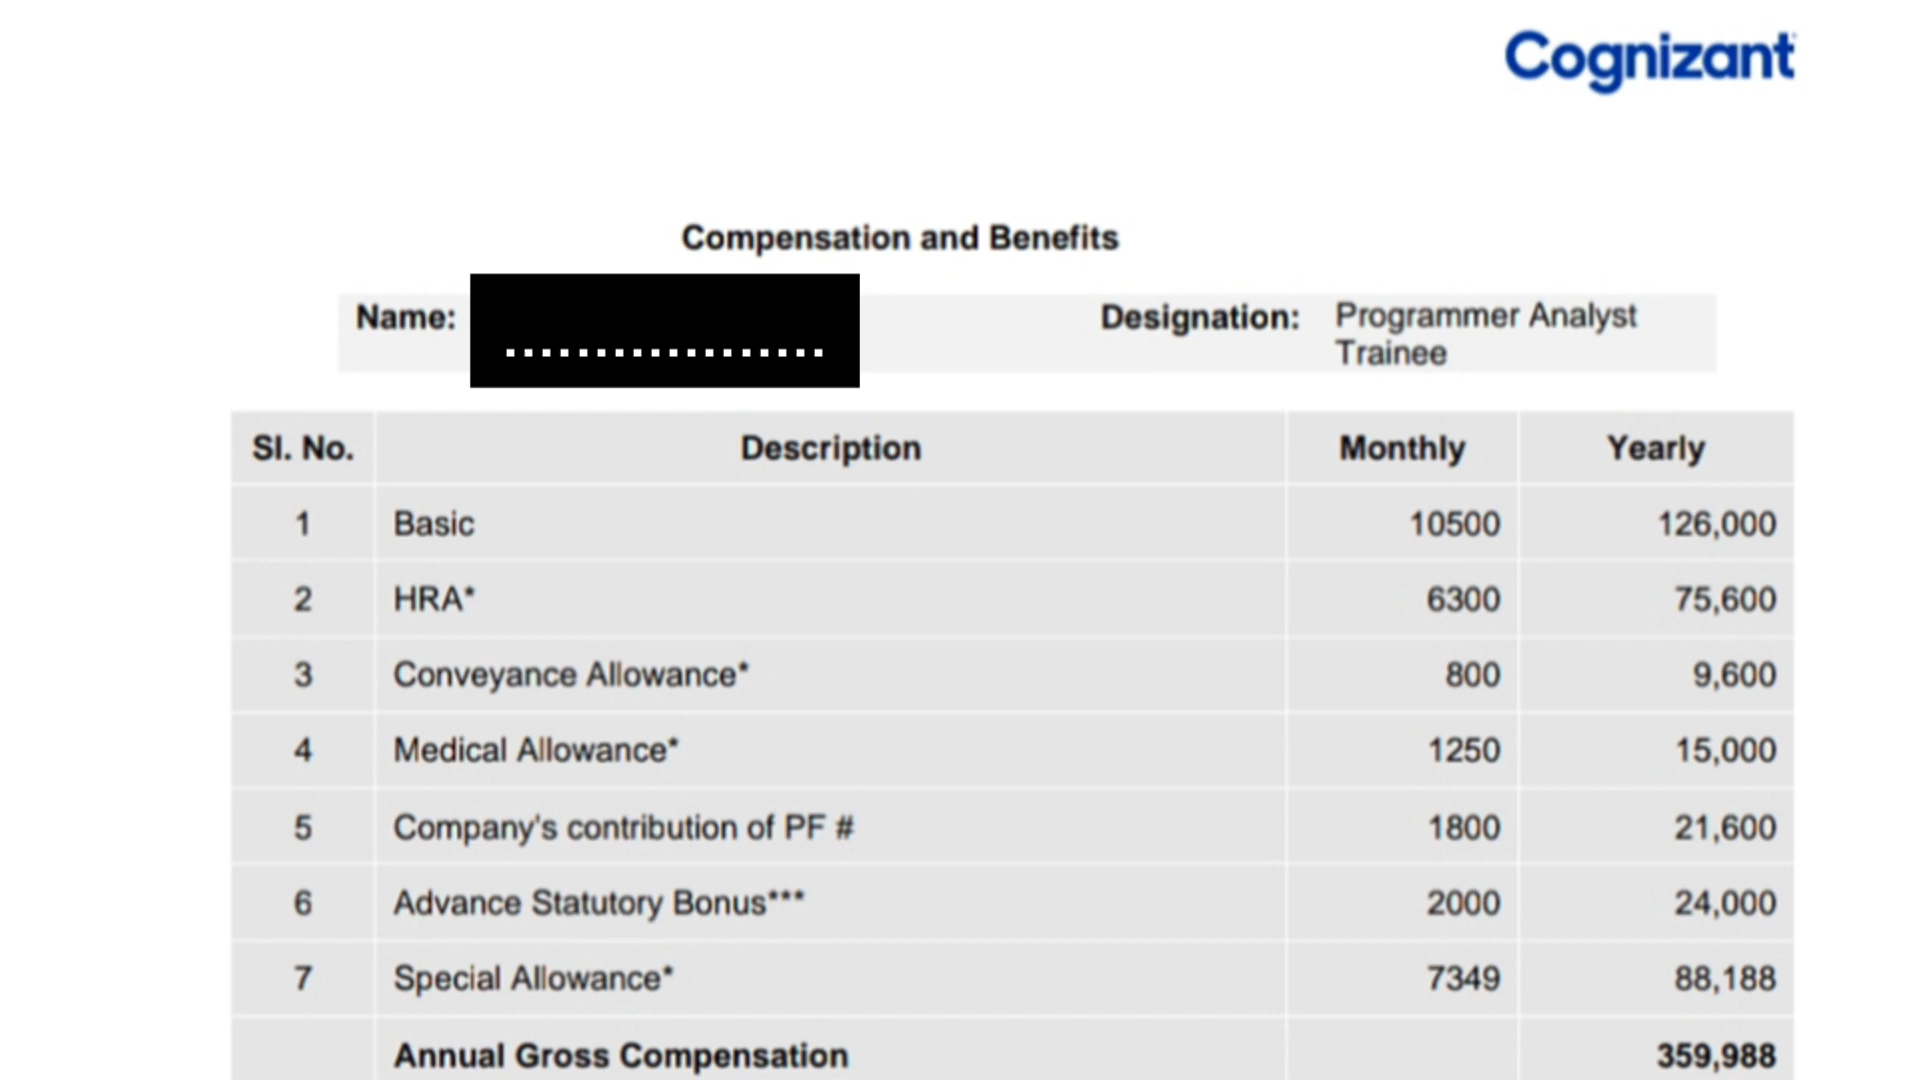 Cognizant
Compensation and Benefits
Name: Designation: Programmer Analyst
Trainee
Sl. No. Description Monthly Yearly
1 Basic 10500 126,000
2 HRA* 6300 75,600
3 Conveyance Allowance* 800 9,600
4 Medical Allowance* 1250 15,000
5 Company's contribution of PF # 1800 21,600
6 Advance Statutory Bonus*** 2000 24,000
7 Special Allowance* 7349 88,188
Annual Gross Compensation 359,988